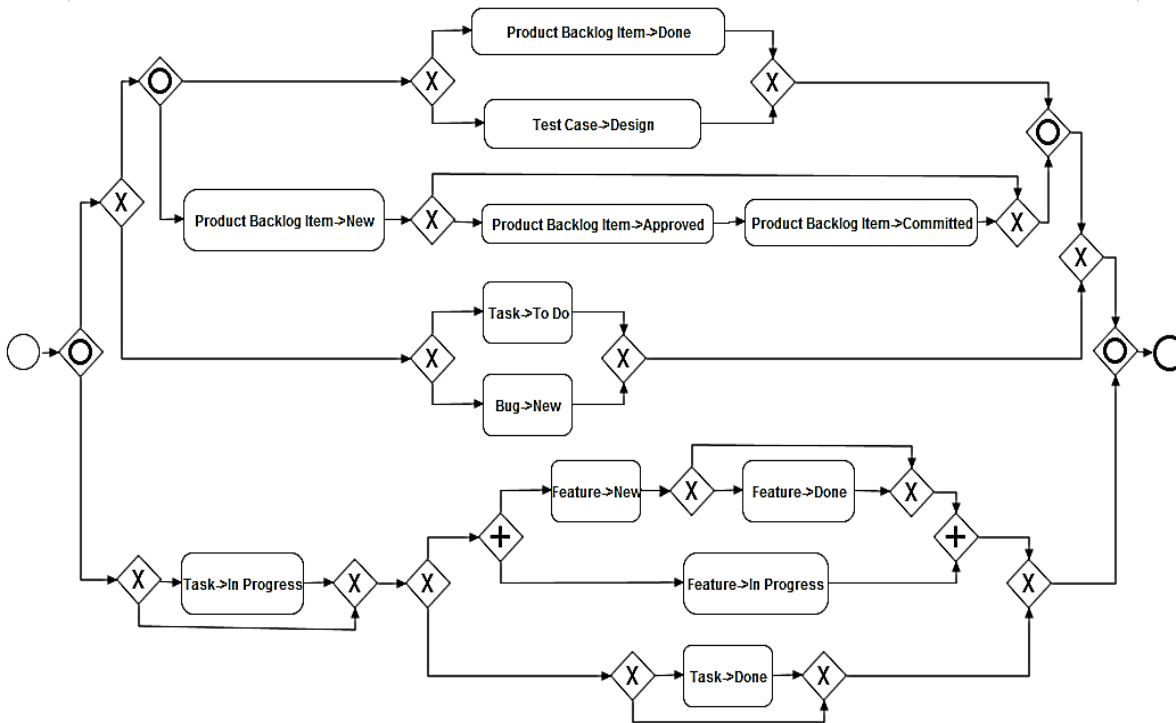 Product Backlog Item->Done
X
X
Test Case->Design
X
Product Backlog Item->New
X
Product Backlog Item->Approved
Product Backlog Item->Committed
X
X
Task->To Do
X
X
Bug->New
Feature->New
X
Feature->Done
X
X
Task->In Progress
X
X
Feature->In Progress
X
X
Task->Done
X